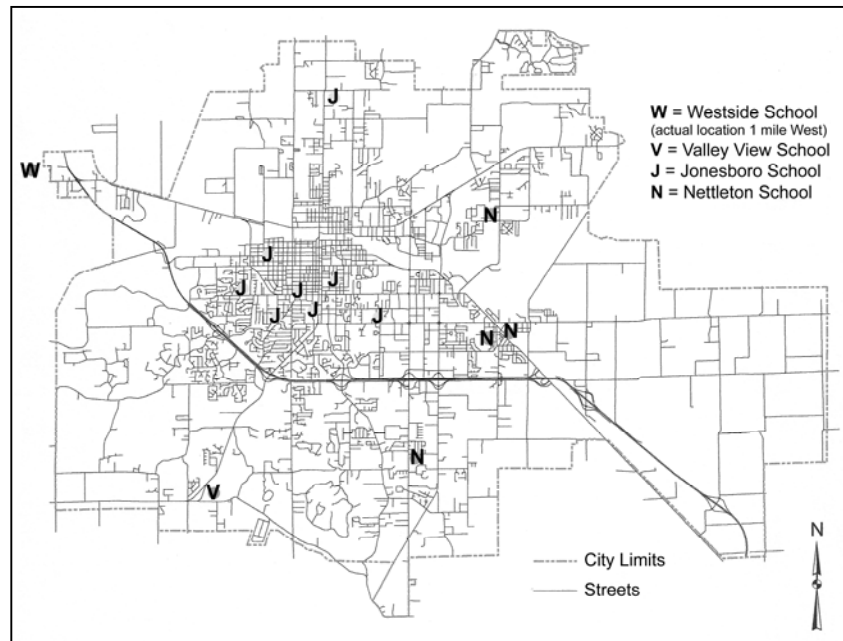 J
W = Westside School
(actual location 1 mile West)
V = Valley View School
J = Jonesboro School
N = Nettleton School
W
N
J
J
J
J
J
J
J
N
N
N
V
N
City Limits
Streets